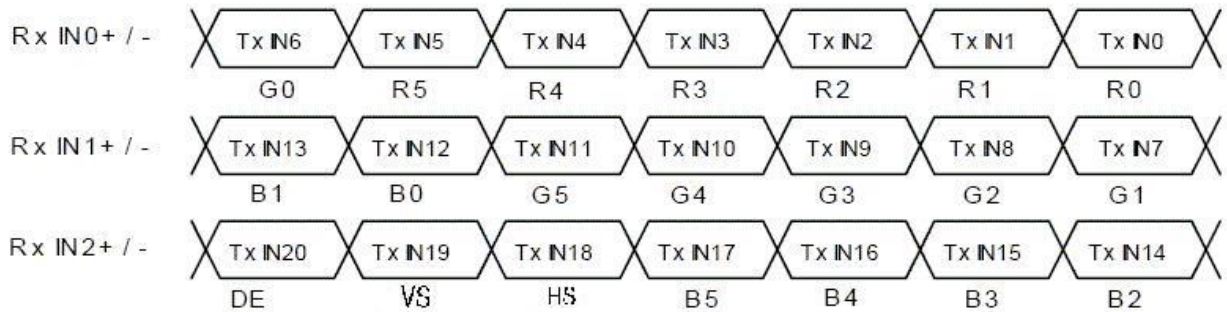 Rx IN0+ / - Tx IN6 Tx IN5 Tx IN4 Tx IN3 Tx IN2 Tx IN1 Tx IN0
G0 R5 R4 R3 R2 R1 R0
Rx IN1+ / - Tx IN13 Tx IN12 Tx IN11 Tx IN10 Tx IN9 Tx IN8 Tx IN7
B1 B0 G5 G4 G3 G2 G1
Rx IN2+ / - Tx IN20 Tx IN19 Tx IN18 Tx IN17 Tx IN16 Tx IN15 Tx IN14
DE VS HS B5 B4 B3 B2